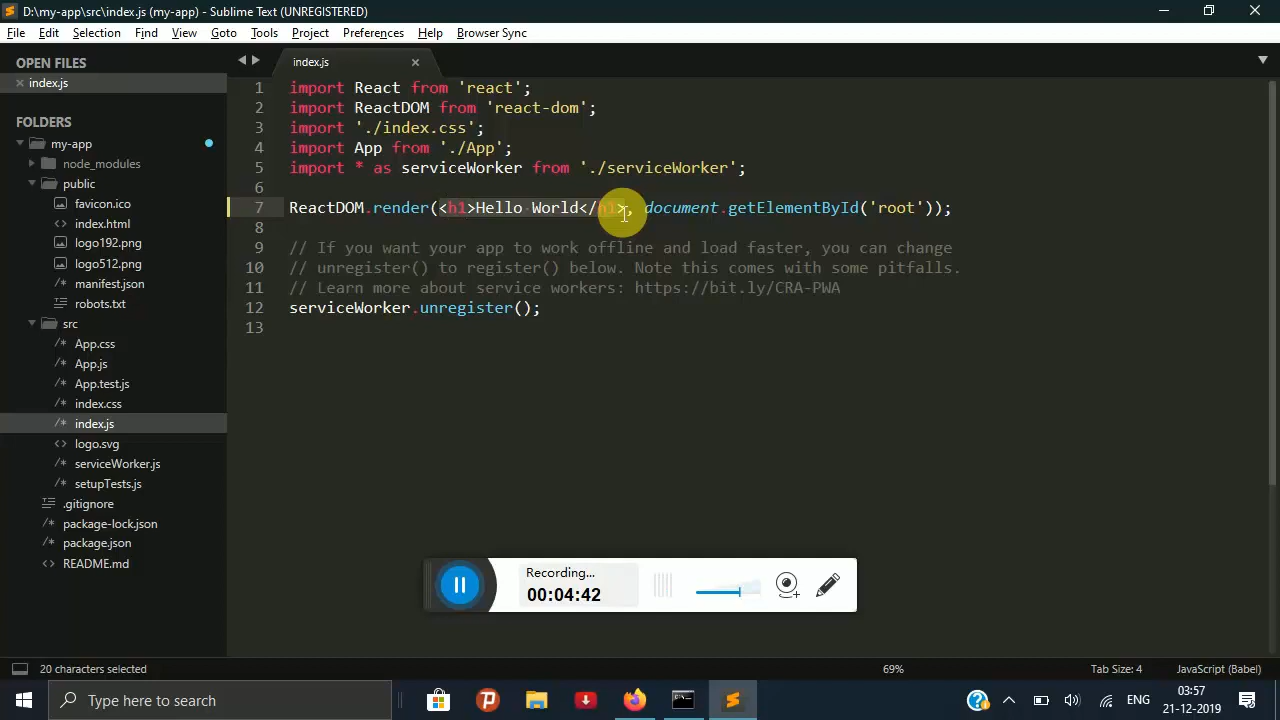 D:\my-app\src\index.js (my-app) - Sublime Text (UNREGISTERED)
File Edit Selection Find View Goto Tools Project Preferences Help Browser Sync
OPEN FILES
index.js
FOLDERS
my-app
node_modules
public
favicon.ico
index.html
logo192.png
logo512.png
manifest.json
robots.txt
src
App.css
App.js
App.test.js
index.css
index.js
logo.svg
serviceWorker.js
setupTests.js
.gitignore
package-lock.json
package.json
README.md
index.js
1 import React from 'react';
2 import ReactDOM from 'react-dom';
3 import './index.css';
4 import App from './App';
5 import * as serviceWorker from './serviceWorker';
6
7 ReactDOM.render(<h1>Hello World</h1>, document.getElementById('root'));
8
9 // If you want your app to work offline and load faster, you can change
10 // unregister() to register() below. Note this comes with some pitfalls.
11 // Learn more about service workers: https://bit.ly/CRA-PWA
12 serviceWorker.unregister();
13
Recording...
00:04:42
20 characters selected 69% Tab Size: 4 JavaScript (Babel)
Type here to search
ENG
03:57
21-12-2019